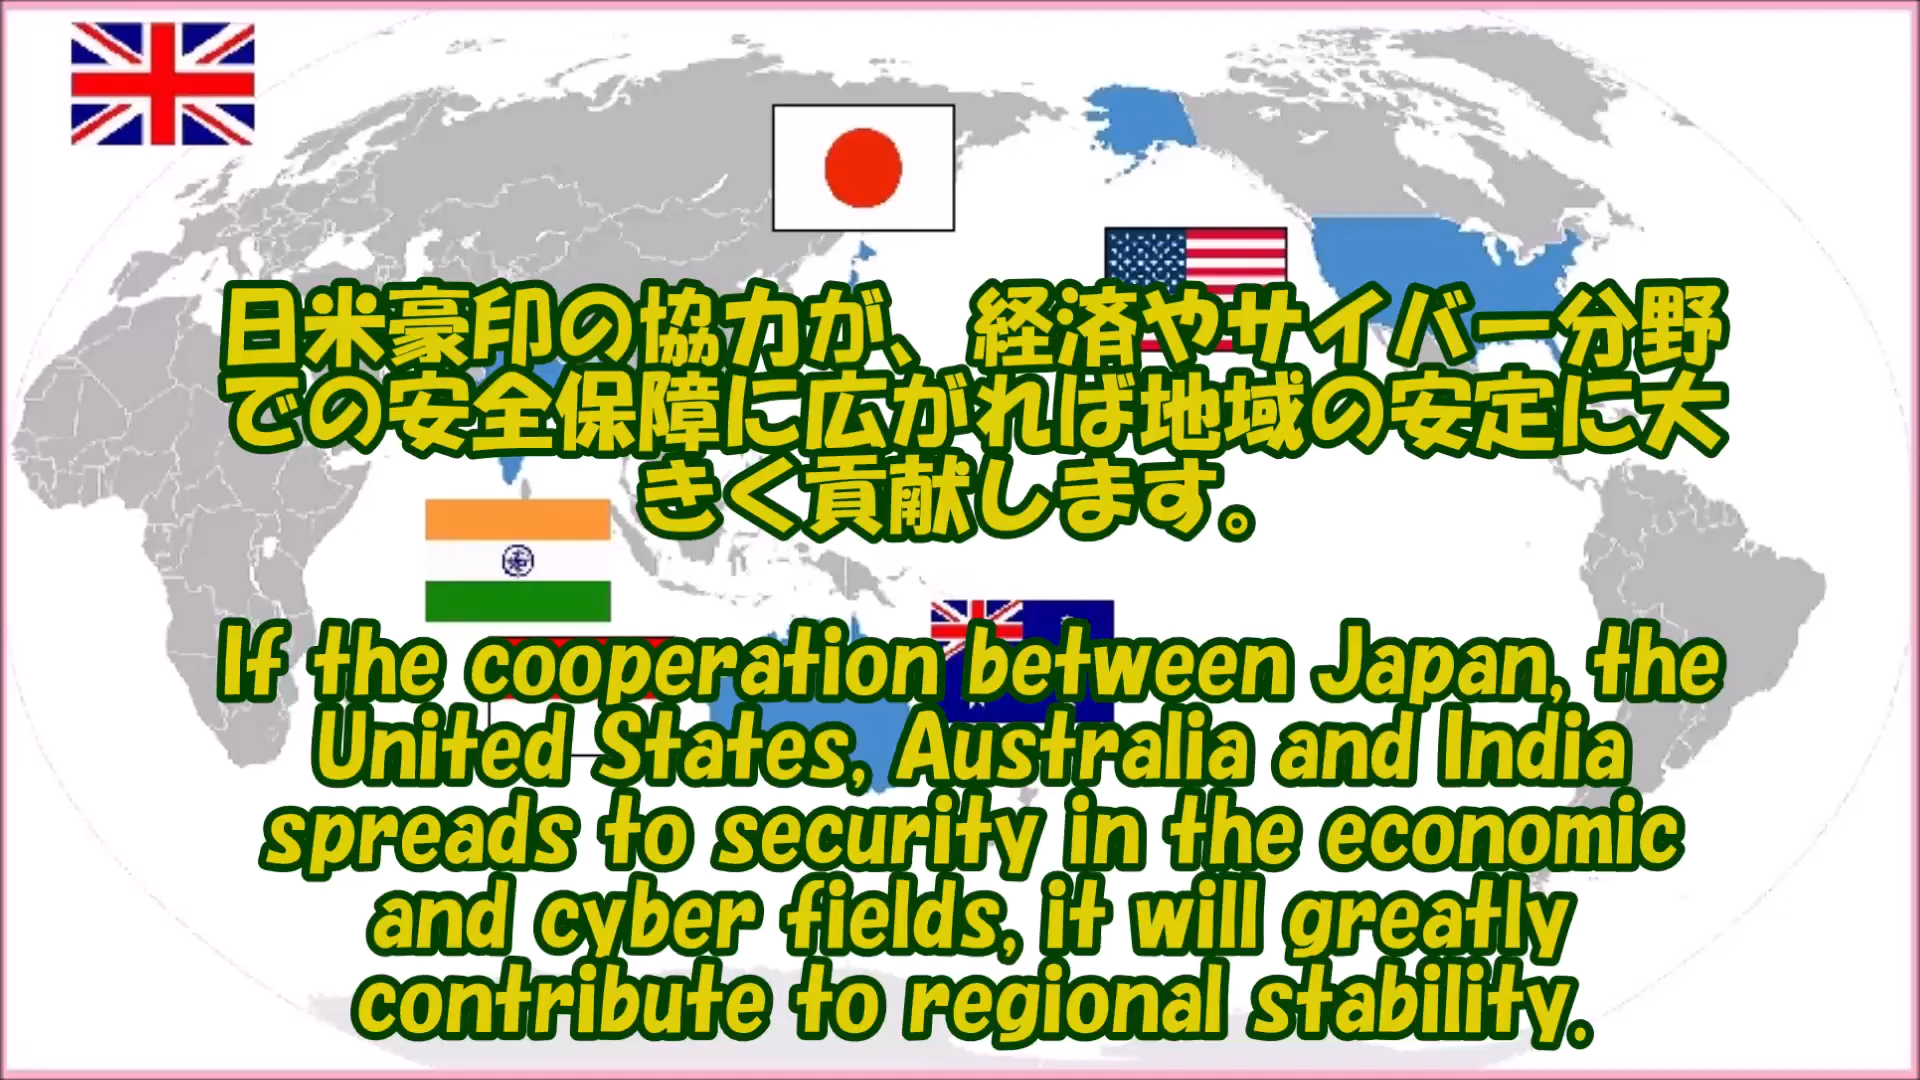 日米豪印の協力が、経済やサイバー分野
での安全保障に広がれば地域の安定に大
きく貢献します。
If the cooperation between Japan, the
United States, Australia and India
spreads to security in the economic
and cyber fields, it will greatly
contribute to regional stability.